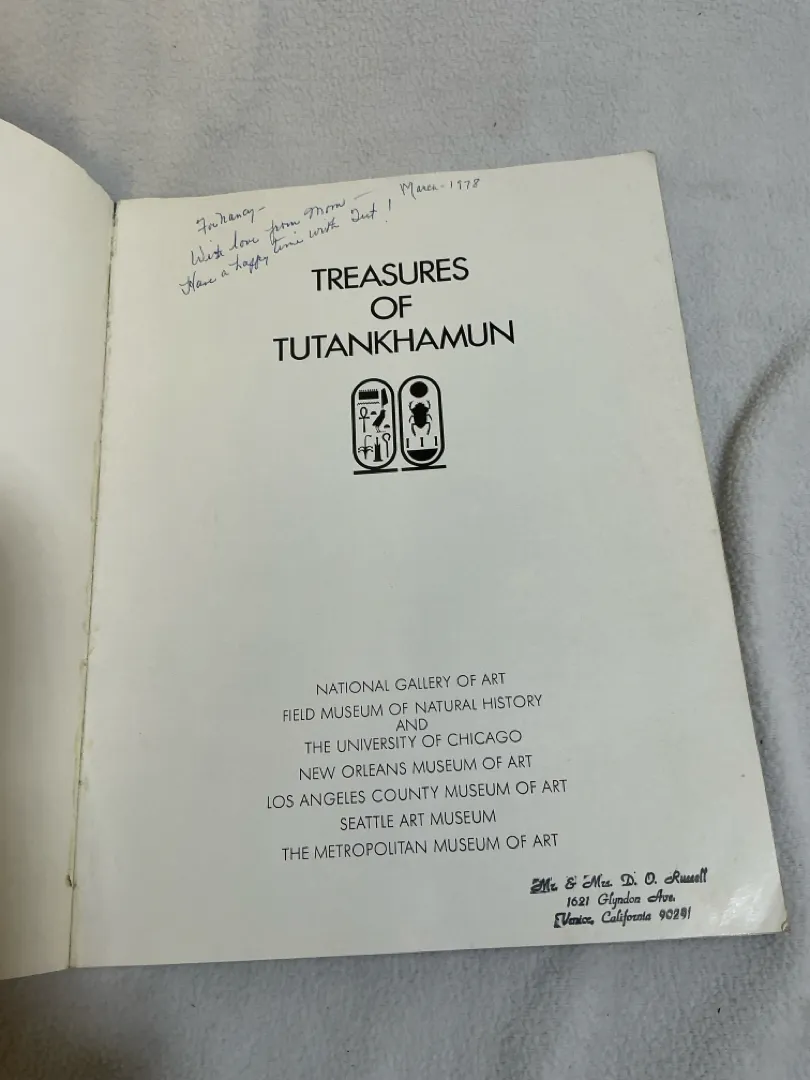 For Nancy-
With love from Mom — March-1978
Have a happy time with Tut!
TREASURES
OF
TUTANKHAMUN
NATIONAL GALLERY OF ART
FIELD MUSEUM OF NATURAL HISTORY
AND
THE UNIVERSITY OF CHICAGO
NEW ORLEANS MUSEUM OF ART
LOS ANGELES COUNTY MUSEUM OF ART
SEATTLE ART MUSEUM
THE METROPOLITAN MUSEUM OF ART
Mr. & Mrs. D. O. Russell
1621 Glyndon Ave.
Venice, California 90291